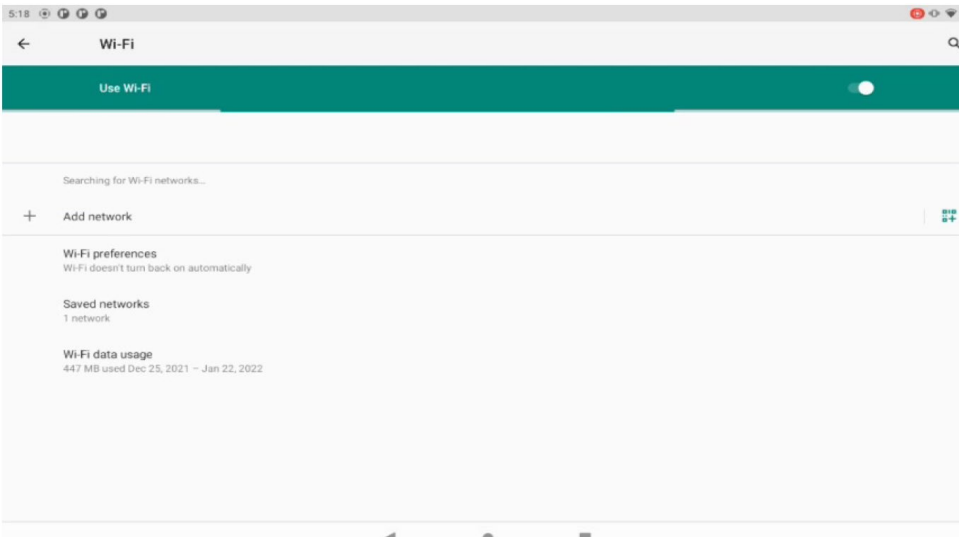 5:18
Wi-Fi
Use Wi-Fi
Searching for Wi-Fi networks...
Add network
Wi-Fi preferences
Wi-Fi doesn't turn back on automatically
Saved networks
1 network
Wi-Fi data usage
447 MB used Dec 25, 2021 – Jan 22, 2022